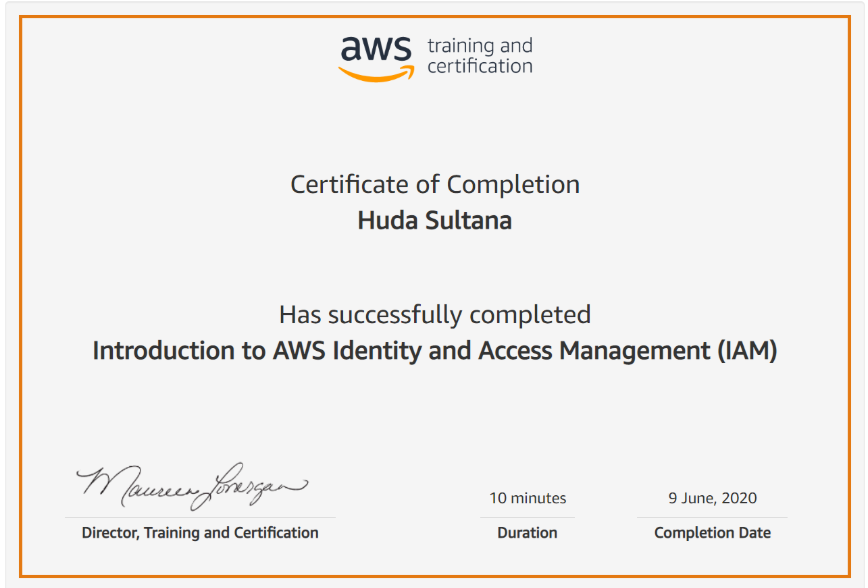 aws training and
certification
Certificate of Completion
Huda Sultana
Has successfully completed
Introduction to AWS Identity and Access Management (IAM)
Maureen Lonergan
10 minutes
9 June, 2020
Director, Training and Certification
Duration
Completion Date